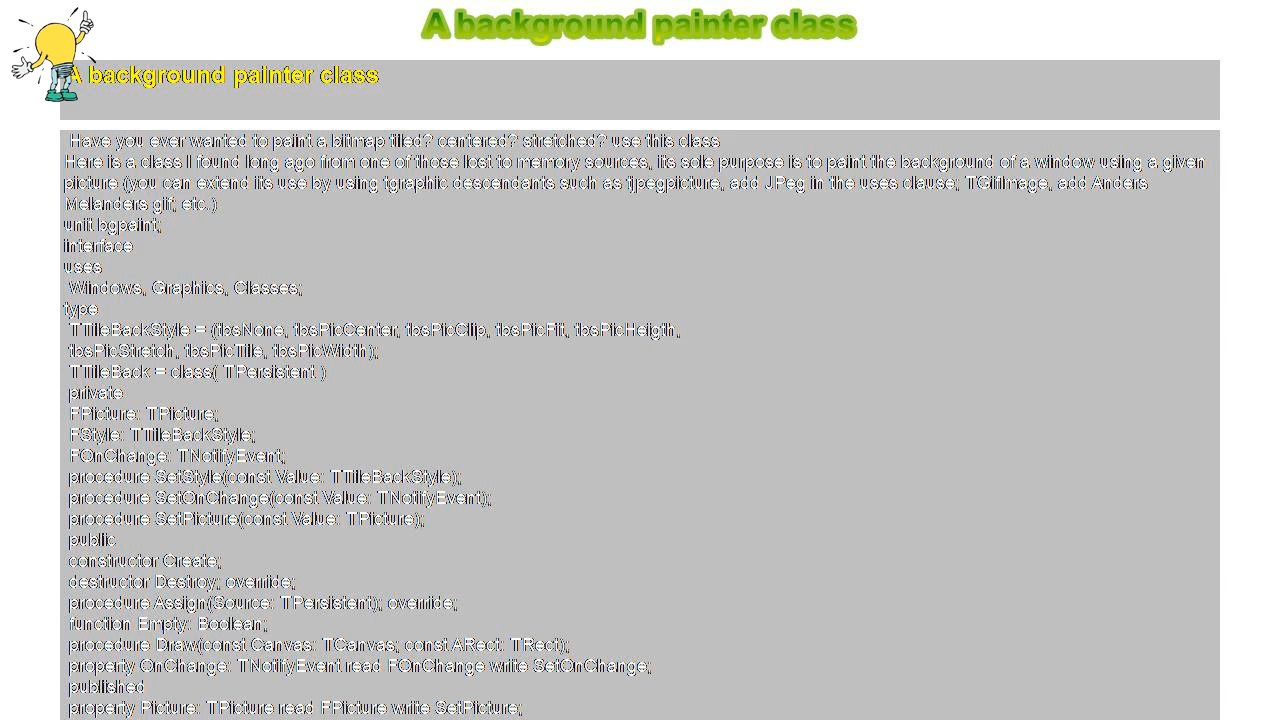 A background painter class
A background painter class
Have you ever wanted to paint a bitmap tiled? centered? stretched? use this class
Here is a class I found long ago from one of those lost to memory sources, it's sole purpose is to paint the background of a window using a given
picture (you can extend its use by using tgraphic descendants such as tjpegpicture, add JPeg in the uses clause; TGifImage, add Anders
Melanders gif; etc.)
unit bgpaint;
interface
uses
Windows, Graphics, Classes;
type
TTileBackStyle = (tbsNone, tbsPicCenter, tbsPicClip, tbsPicFit, tbsPicHeigth,
tbsPicStretch, tbsPicTile, tbsPicWidth);
TTileBack = class( TPersistent )
private
FPicture: TPicture;
FStyle: TTileBackStyle;
FOnChange: TNotifyEvent;
procedure SetStyle(const Value: TTileBackStyle);
procedure SetOnChange(const Value: TNotifyEvent);
procedure SetPicture(const Value: TPicture);
public
constructor Create;
destructor Destroy; override;
procedure Assign(Source: TPersistent); override;
function Empty: Boolean;
procedure Draw(const Canvas: TCanvas; const ARect: TRect);
property OnChange: TNotifyEvent read FOnChange write SetOnChange;
published
property Picture: TPicture read FPicture write SetPicture;